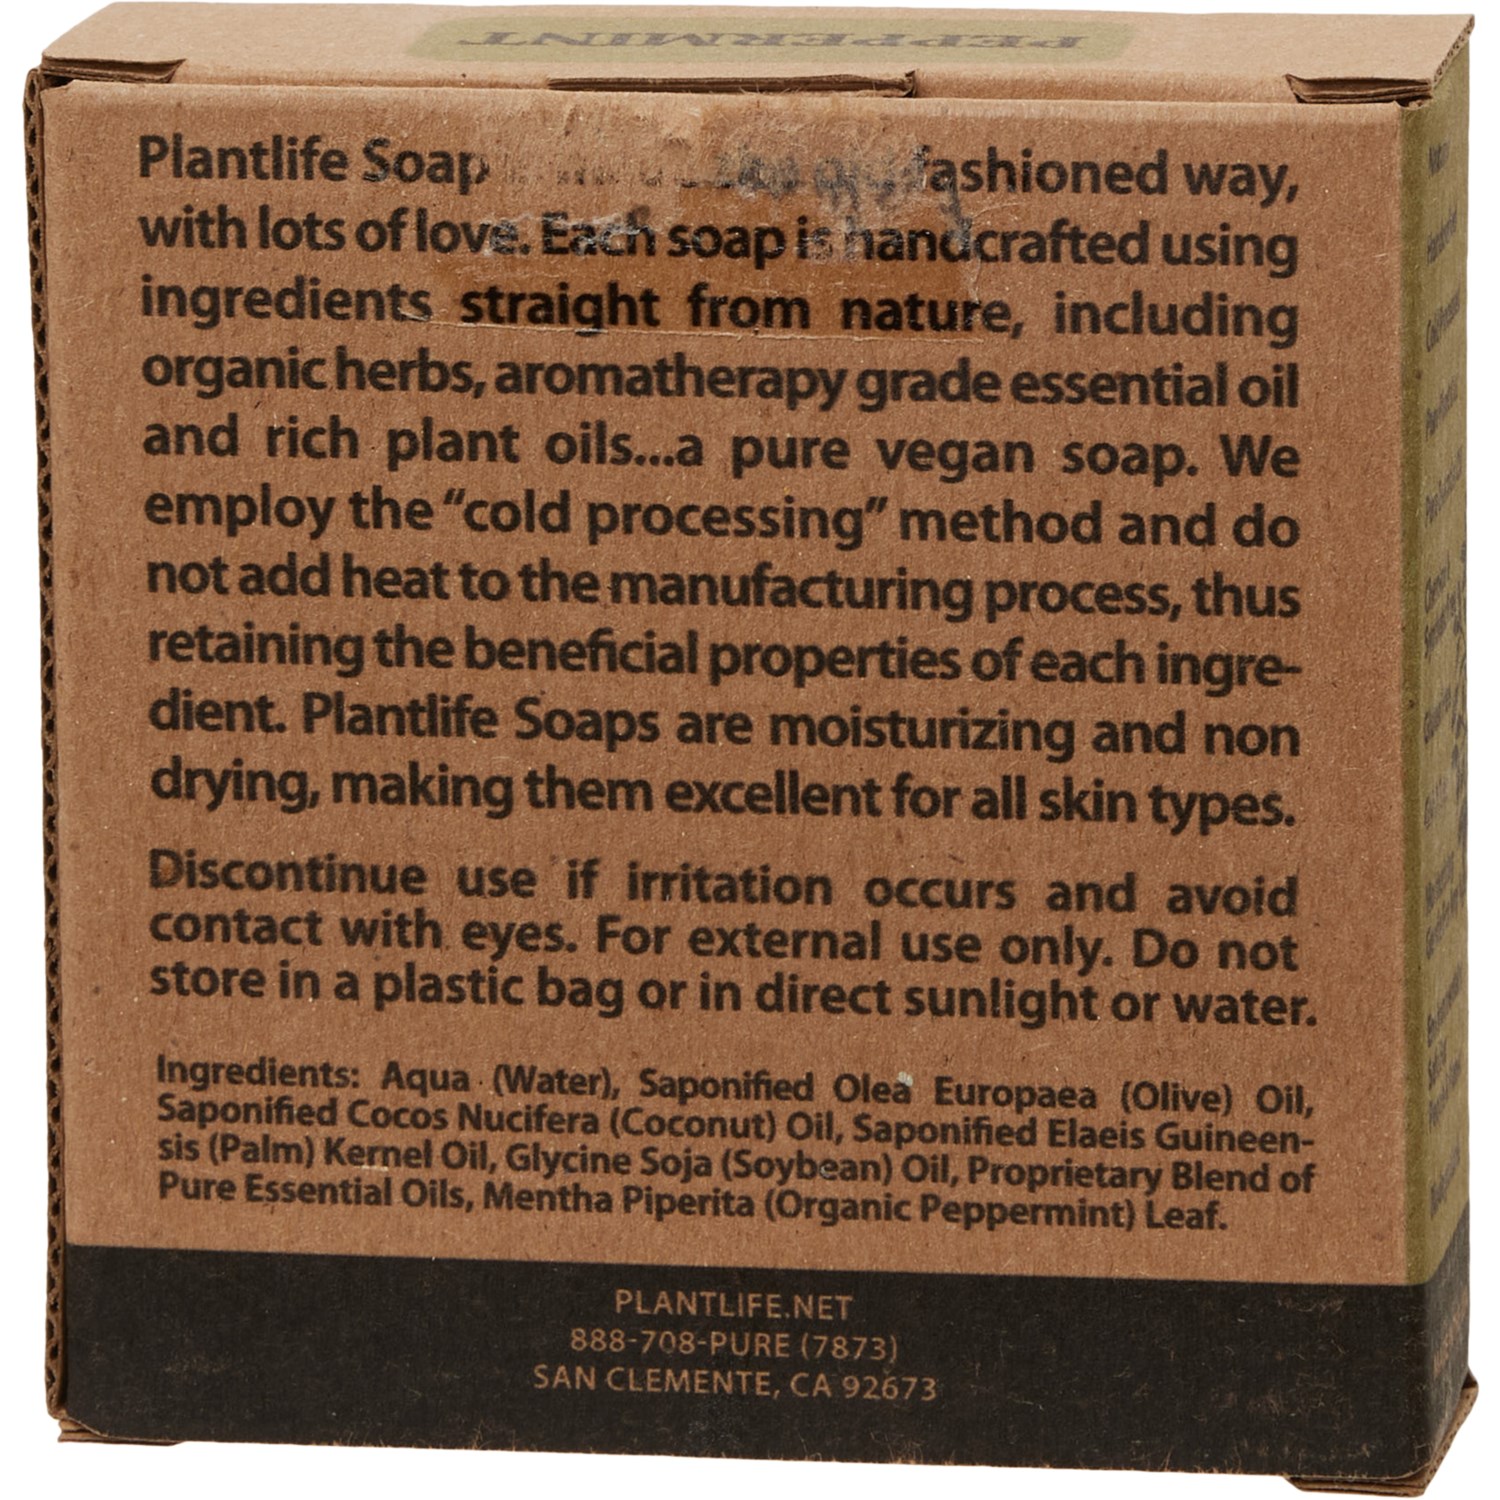 PEPPERMINT
Plantlife Soap fashioned way,
with lots of love. Each soap is handcrafted using
ingredients straight from nature, including
organic herbs, aromatherapy grade essential oil
and rich plant oils...a pure vegan soap. We
employ the “cold processing” method and do
not add heat to the manufacturing process, thus
retaining the beneficial properties of each ingre-
dient. Plantlife Soaps are moisturizing and non
drying, making them excellent for all skin types.
Discontinue use if irritation occurs and avoid
contact with eyes. For external use only. Do not
store in a plastic bag or in direct sunlight or water.
Ingredients: Aqua (Water), Saponified Olea Europaea (Olive) Oil,
Saponified Cocos Nucifera (Coconut) Oil, Saponified Elaeis Guineen-
sis (Palm) Kernel Oil, Glycine Soja (Soybean) Oil, Proprietary Blend of
Pure Essential Oils, Mentha Piperita (Organic Peppermint) Leaf.
PLANTLIFE.NET
888-708-PURE (7873)
SAN CLEMENTE, CA 92673